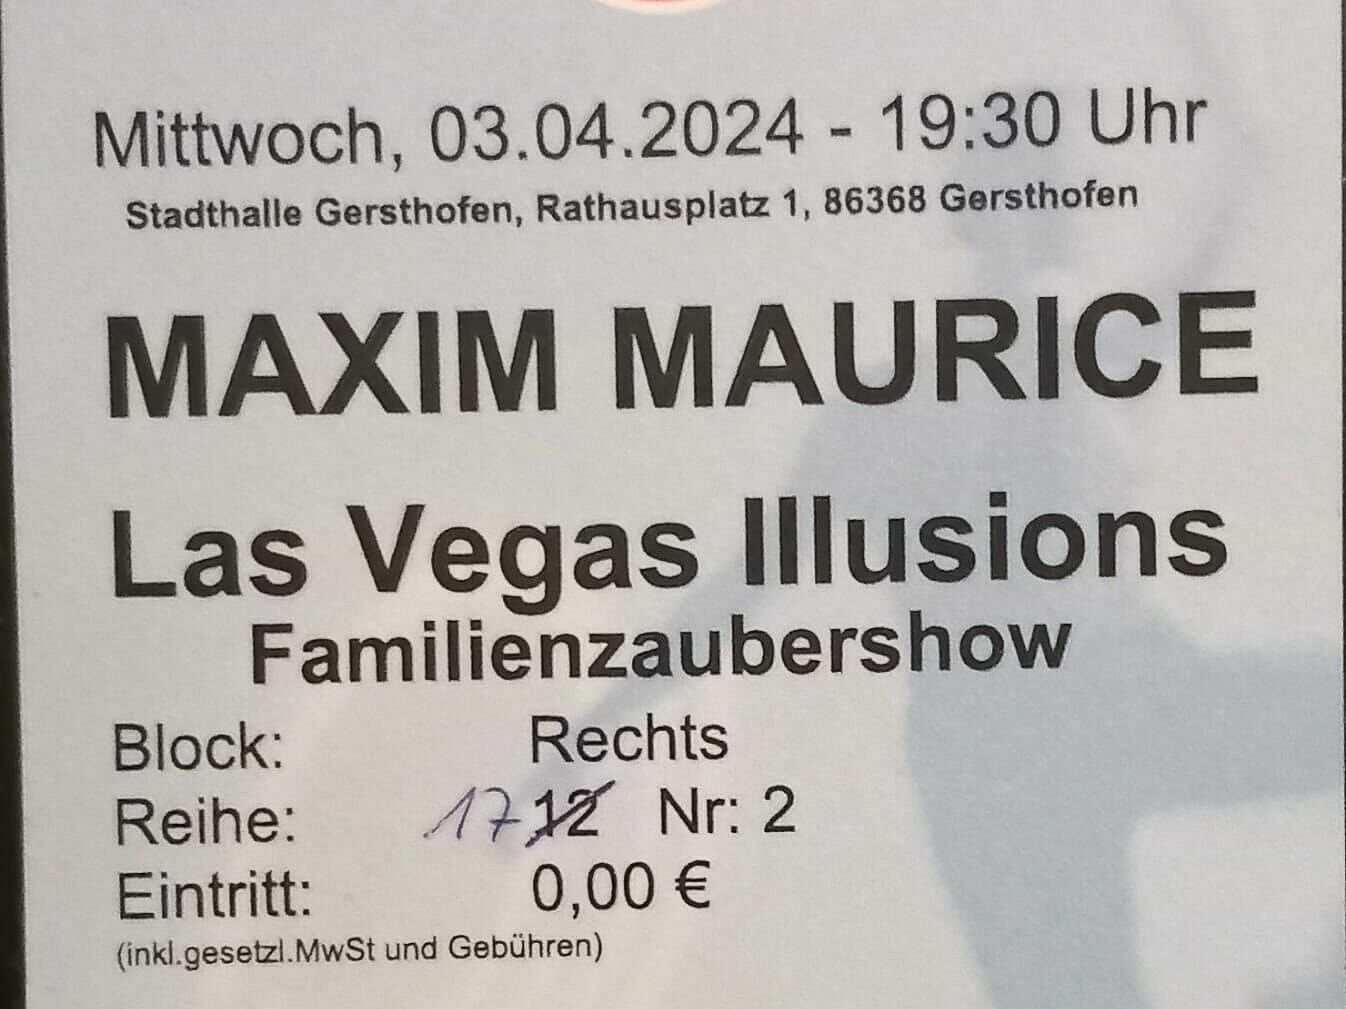 Mittwoch, 03.04.2024 - 19:30 Uhr
Stadthalle Gersthofen, Rathausplatz 1, 86368 Gersthofen
MAXIM MAURICE
Las Vegas Illusions
Familienzaubershow
Block: Rechts
Reihe: 17 12 Nr: 2
Eintritt: 0,00 €
(inkl.gesetzl.MwSt und Gebühren)